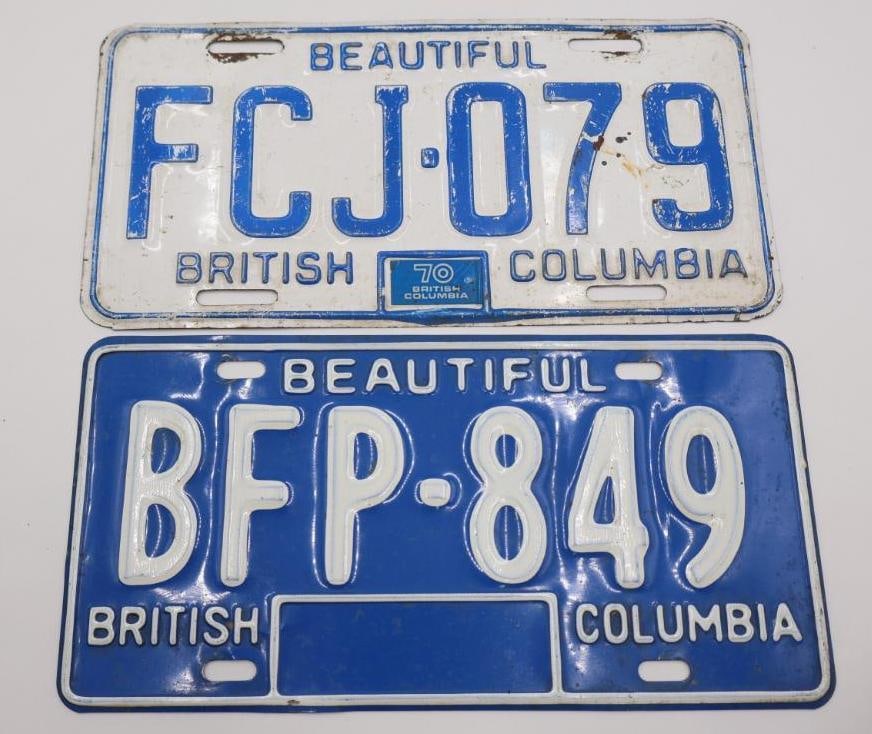 BEAUTIFUL
FCJ·079
BRITISH COLUMBIA
70
BRITISH
COLUMBIA
BEAUTIFUL
BFP·849
BRITISH COLUMBIA